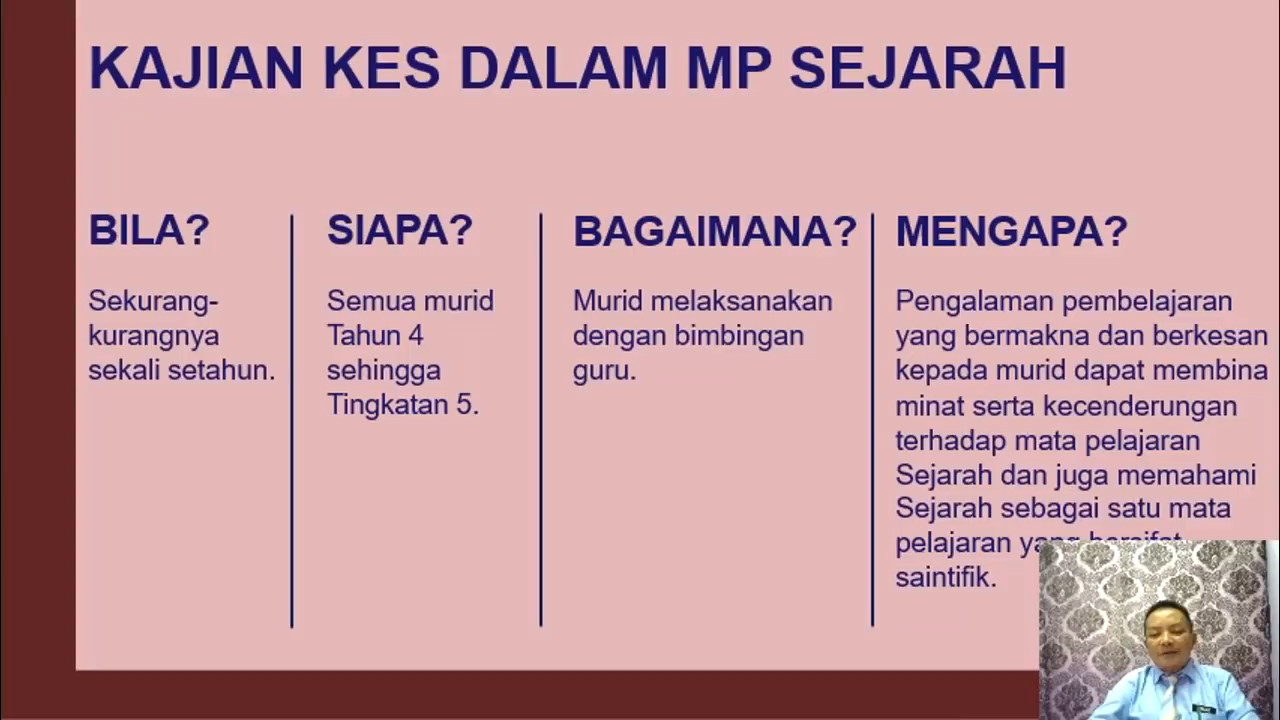 KAJIAN KES DALAM MP SEJARAH
BILA?
Sekurang-
kurangnya
sekali setahun.
SIAPA?
Semua murid
Tahun 4
sehingga
Tingkatan 5.
BAGAIMANA?
Murid melaksanakan
dengan bimbingan
guru.
MENGAPA?
Pengalaman pembelajaran
yang bermakna dan berkesan
kepada murid dapat membina
minat serta kecenderungan
terhadap mata pelajaran
Sejarah dan juga memahami
Sejarah sebagai satu mata
pelajaran yang bersifat
saintifik.